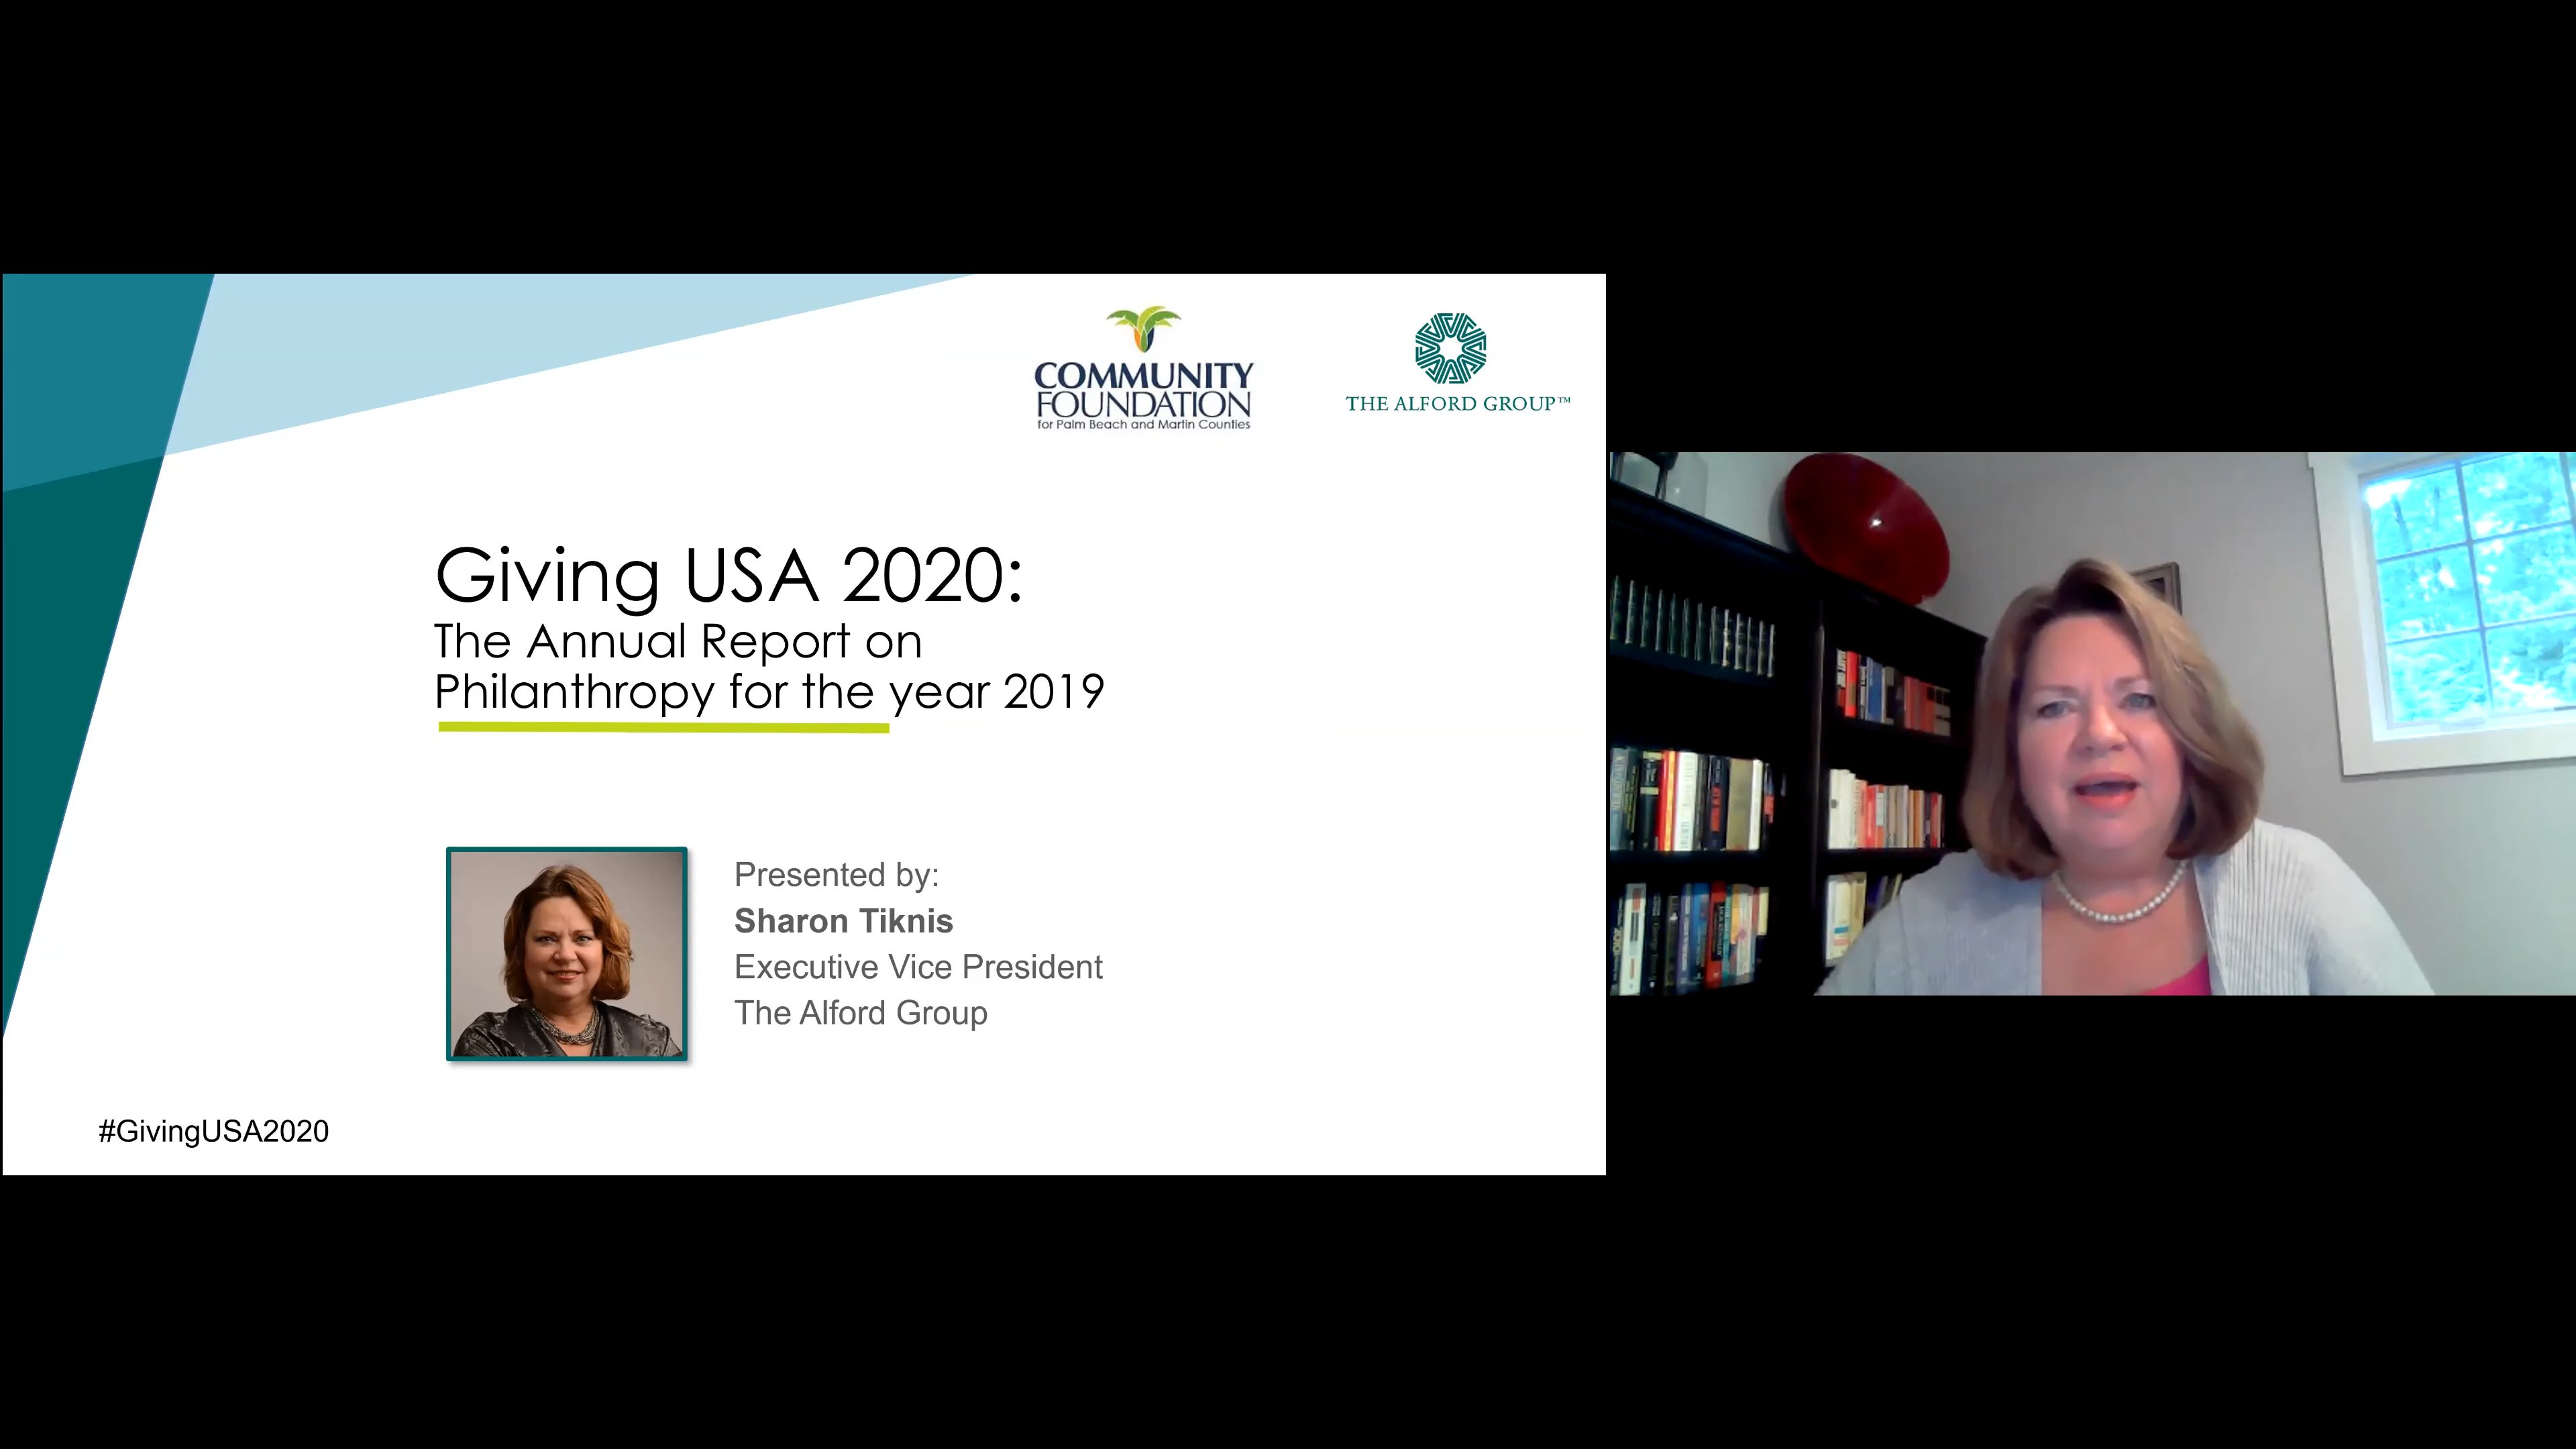 COMMUNITY
FOUNDATION
for Palm Beach and Martin Counties
THE ALFORD GROUP™
Giving USA 2020:
The Annual Report on
Philanthropy for the year 2019
Presented by:
Sharon Tiknis
Executive Vice President
The Alford Group
#GivingUSA2020